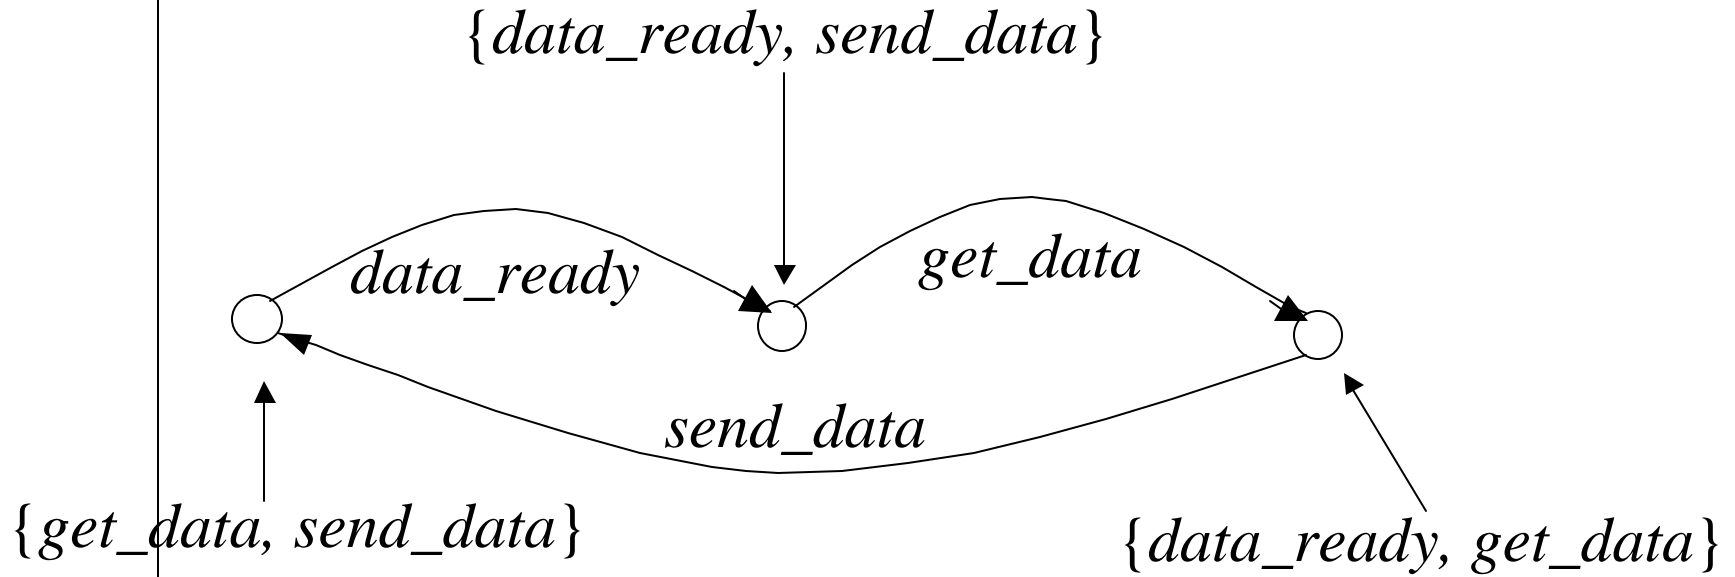 {data_ready, send_data}
data_ready
get_data
send_data
{get_data, send_data}
{data_ready, get_data}